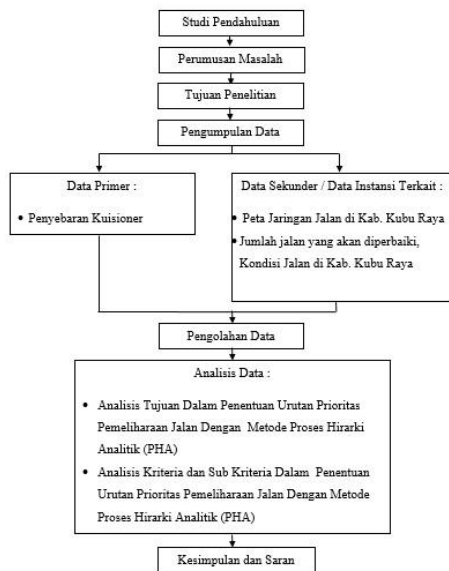 Studi Pendahuluan
Perumusan Masalah
Tujuan Penelitian
Pengumpulan Data
Data Primer :
• Penyebaran Kuisioner
Data Sekunder / Data Instansi Terkait :
• Peta Jaringan Jalan di Kab. Kubu Raya
• Jumlah jalan yang akan diperbaiki,
Kondisi Jalan di Kab. Kubu Raya
Pengolahan Data
Analisis Data :
• Analisis Tujuan Dalam Penentuan Urutan Prioritas
Pemeliharaan Jalan Dengan Metode Proses Hirarki
Analitik (PHA)
• Analisis Kriteria dan Sub Kriteria Dalam Penentuan
Urutan Prioritas Pemeliharaan Jalan Dengan Metode
Proses Hirarki Analitik (PHA)
Kesimpulan dan Saran